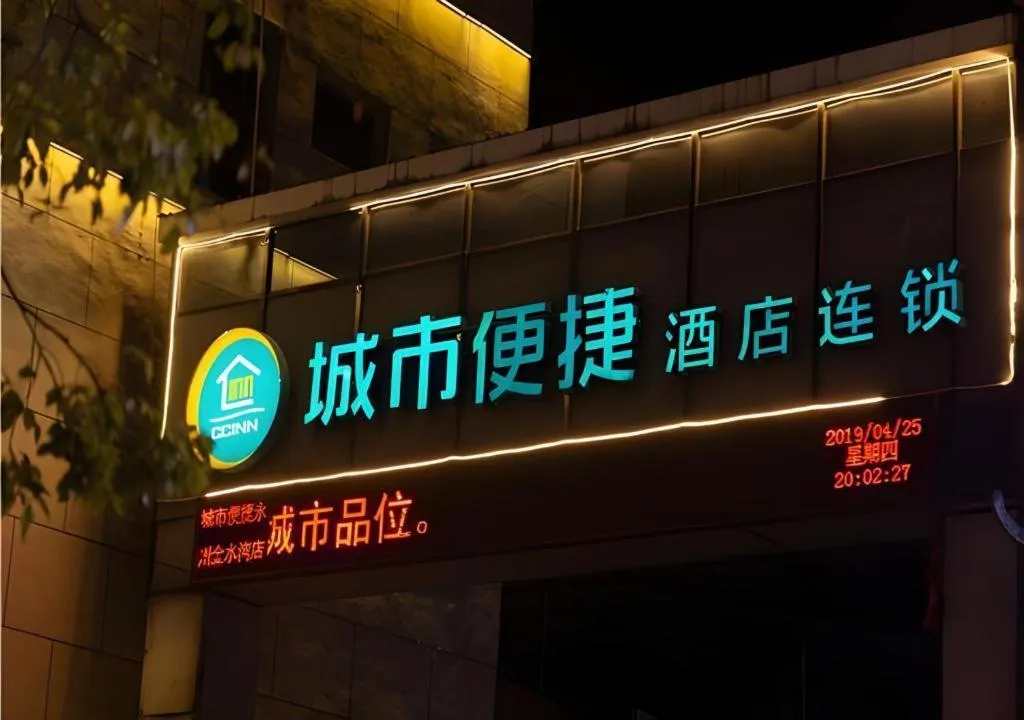 城市便捷 酒店连锁
CCINN
2019/04/25
星期四
20:02:27
城市便捷永
州金水湾店
城市品位。